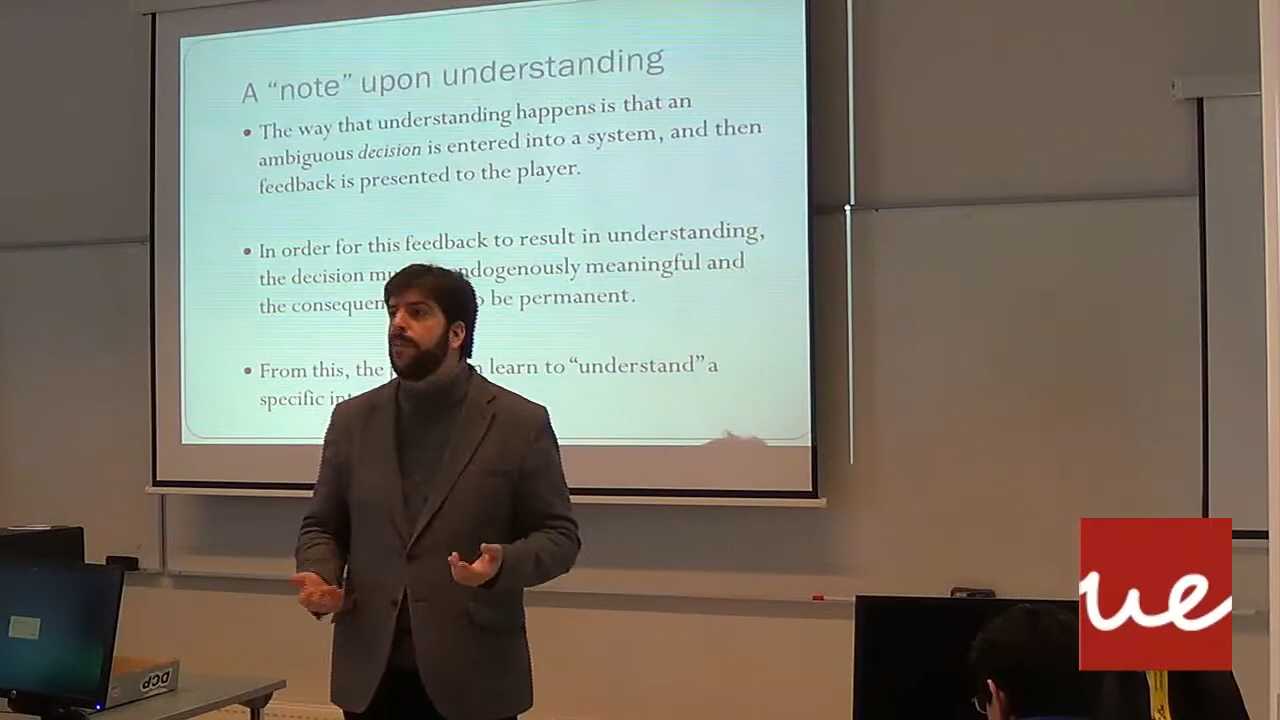 A “note” upon understanding
• The way that understanding happens is that an
ambiguous decision is entered into a system, and then
feedback is presented to the player.
• In order for this feedback to result in understanding,
the decision mu ndogenously meaningful and
the consequen o be permanent.
• From this, the n learn to “understand” a
specific in
DCP
ue